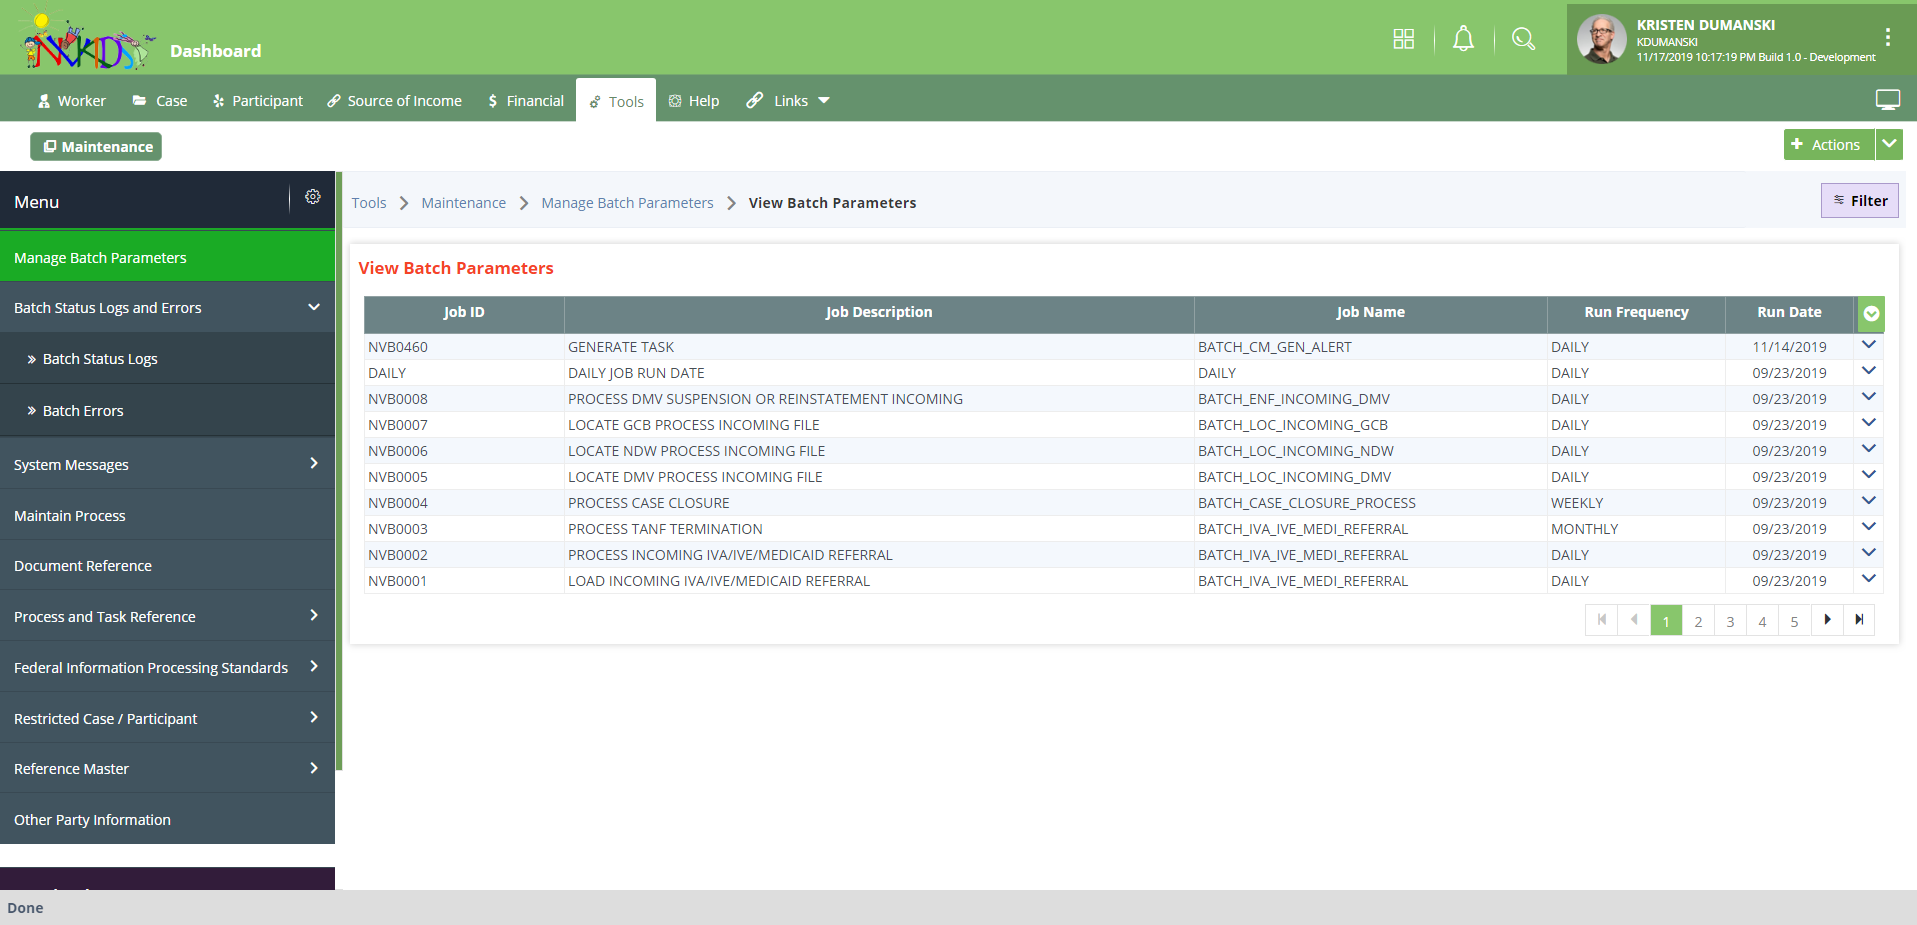 NVKIDS
Dashboard
KRISTEN DUMANSKI
KDUMANSKI
11/17/2019 10:17:19 PM Build 1.0 - Development
Worker Case Participant Source of Income Financial Tools Help Links
Maintenance
Actions
Menu
Tools Maintenance Manage Batch Parameters View Batch Parameters
Filter
Manage Batch Parameters
Batch Status Logs and Errors
Batch Status Logs
Batch Errors
System Messages
Maintain Process
Document Reference
Process and Task Reference
Federal Information Processing Standards
Restricted Case / Participant
Reference Master
Other Party Information
View Batch Parameters
Job ID Job Description Job Name Run Frequency Run Date
NVB0460 GENERATE TASK BATCH_CM_GEN_ALERT DAILY 11/14/2019
DAILY DAILY JOB RUN DATE DAILY DAILY 09/23/2019
NVB0008 PROCESS DMV SUSPENSION OR REINSTATEMENT INCOMING BATCH_ENF_INCOMING_DMV DAILY 09/23/2019
NVB0007 LOCATE GCB PROCESS INCOMING FILE BATCH_LOC_INCOMING_GCB DAILY 09/23/2019
NVB0006 LOCATE NDW PROCESS INCOMING FILE BATCH_LOC_INCOMING_NDW DAILY 09/23/2019
NVB0005 LOCATE DMV PROCESS INCOMING FILE BATCH_LOC_INCOMING_DMV DAILY 09/23/2019
NVB0004 PROCESS CASE CLOSURE BATCH_CASE_CLOSURE_PROCESS WEEKLY 09/23/2019
NVB0003 PROCESS TANF TERMINATION BATCH_IVA_IVE_MEDI_REFERRAL MONTHLY 09/23/2019
NVB0002 PROCESS INCOMING IVA/IVE/MEDICAID REFERRAL BATCH_IVA_IVE_MEDI_REFERRAL DAILY 09/23/2019
NVB0001 LOAD INCOMING IVA/IVE/MEDICAID REFERRAL BATCH_IVA_IVE_MEDI_REFERRAL DAILY 09/23/2019
1 2 3 4 5
Done